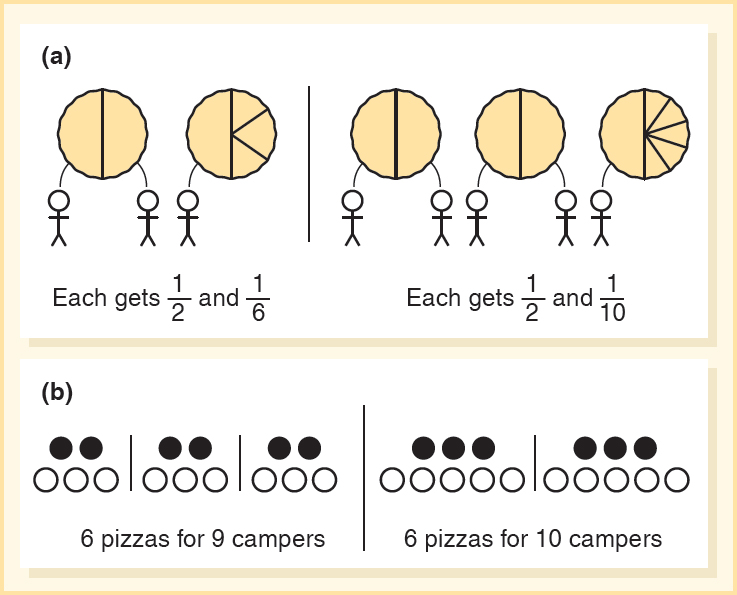 (a)
Each gets 1/2 and 1/6
Each gets 1/2 and 1/10
(b)
6 pizzas for 9 campers
6 pizzas for 10 campers